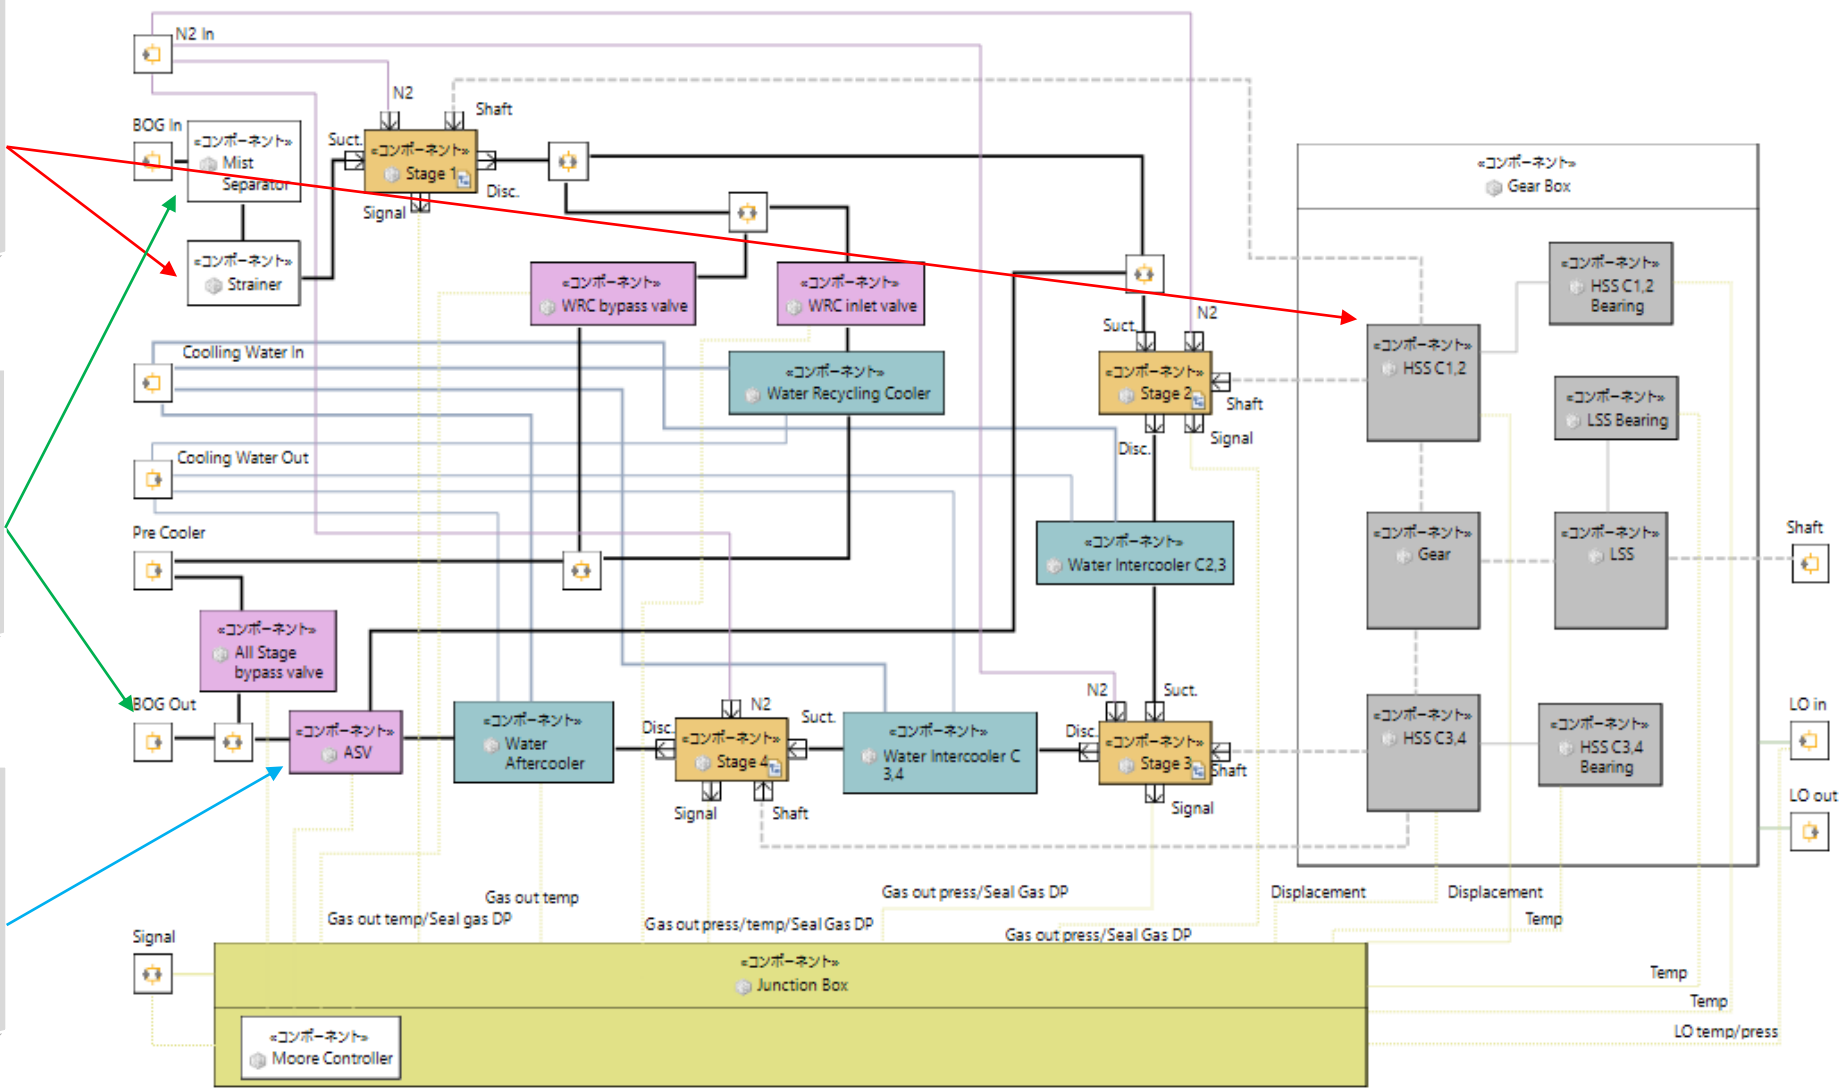 N2 In
N2
Shaft
BOG In
«コンポーネント»
Mist
Separator
Suct.
«コンポーネント»
Stage 1
Disc.
Signal
«コンポーネント»
Strainer
«コンポーネント»
WRC bypass valve
«コンポーネント»
WRC inlet valve
«コンポーネント»
Gear Box
«コンポーネント»
HSS C1,2
Bearing
N2
Suct.
«コンポーネント»
Stage 2
Shaft
Disc.
Signal
«コンポーネント»
HSS C1,2
«コンポーネント»
LSS Bearing
Coolling Water In
«コンポーネント»
Water Recycling Cooler
Cooling Water Out
Pre Cooler
«コンポーネント»
Water Intercooler C2,3
«コンポーネント»
Gear
«コンポーネント»
LSS
Shaft
«コンポーネント»
All Stage
bypass valve
BOG Out
«コンポーネント»
ASV
«コンポーネント»
Water
Aftercooler
Disc.
N2
«コンポーネント»
Stage 4
Suct.
Signal
Shaft
«コンポーネント»
Water Intercooler C
3,4
N2
Suct.
Disc.
«コンポーネント»
Stage 3
Shaft
Signal
«コンポーネント»
HSS C3,4
«コンポーネント»
HSS C3,4
Bearing
LO in
LO out
Gas out temp
Gas out temp/Seal gas DP
Gas out press/temp/Seal Gas DP
Gas out press/Seal Gas DP
Gas out press/Seal Gas DP
Displacement
Displacement
Temp
Signal
«コンポーネント»
Junction Box
Temp
Temp
LO temp/press
«コンポーネント»
Moore Controller